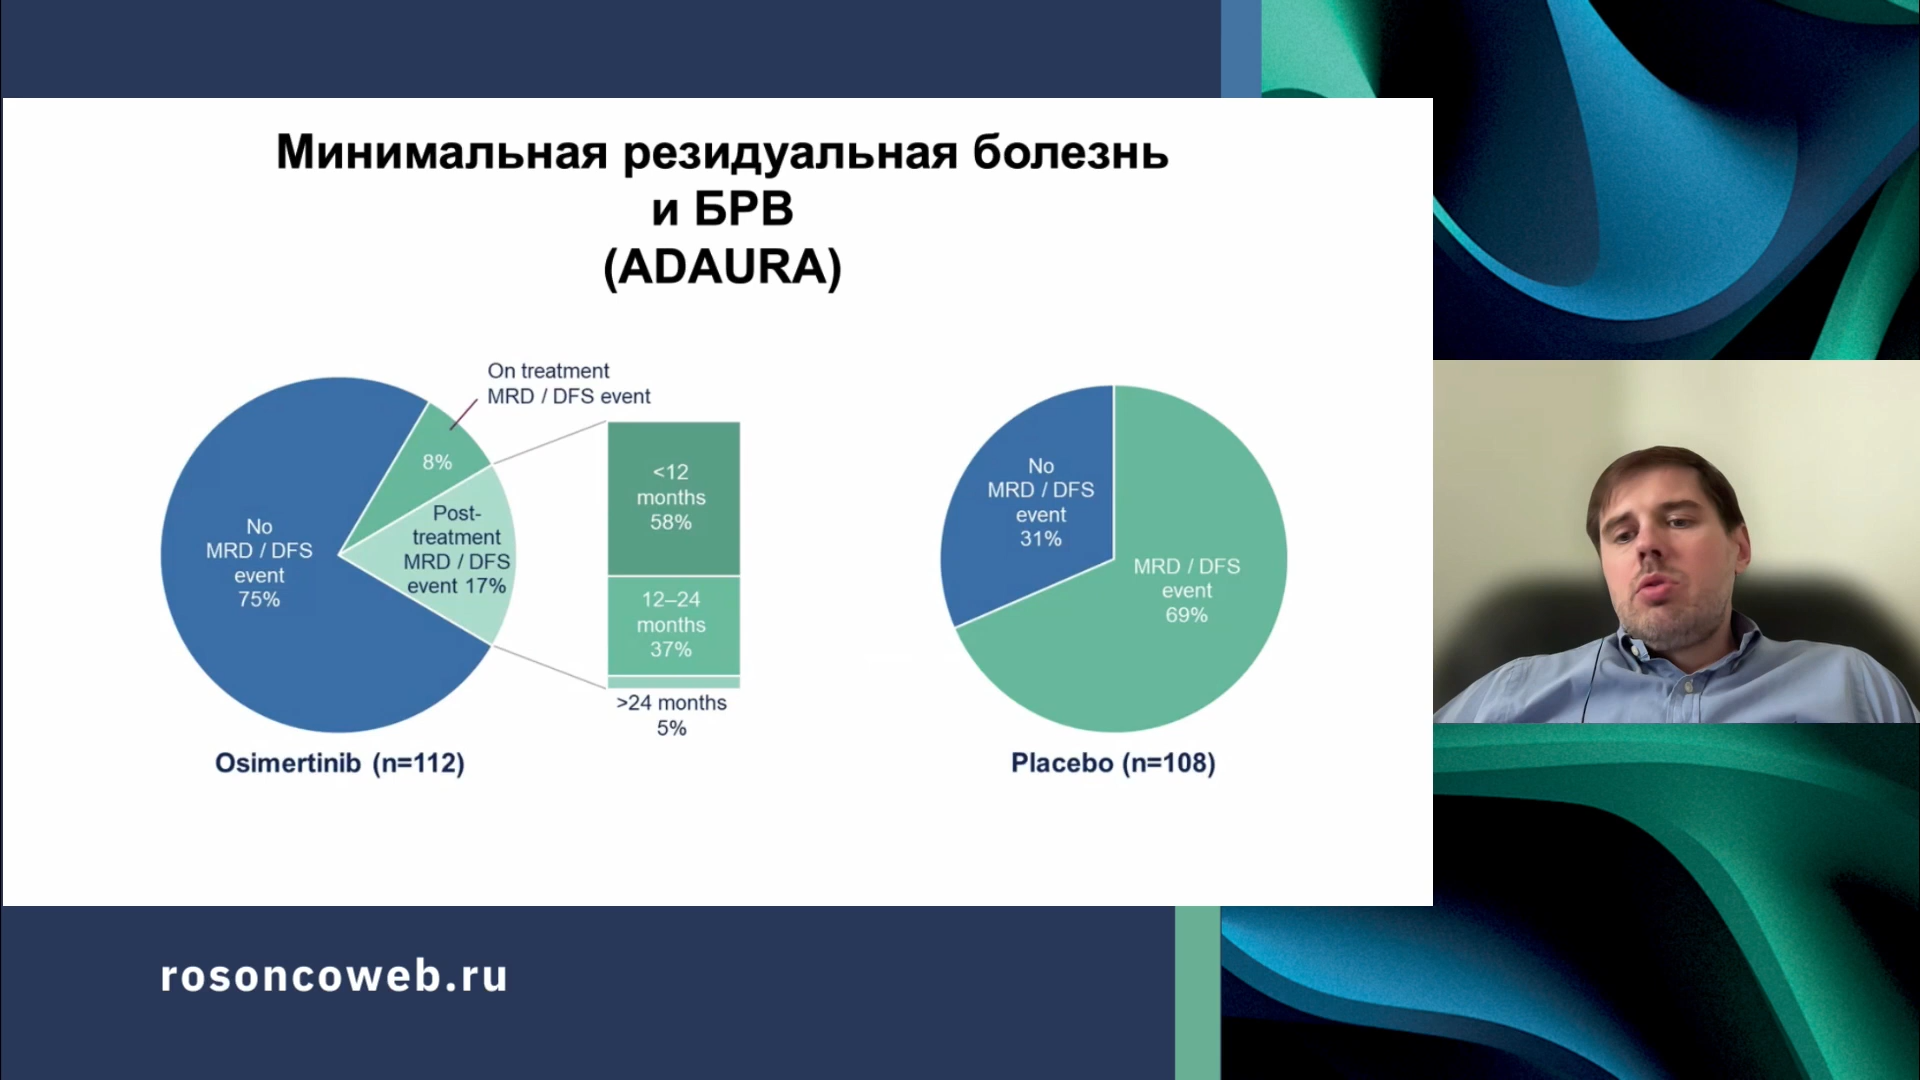 Минимальная резидуальная болезнь
и БРВ
(ADAURA)
On treatment
MRD / DFS event
8%
No
MRD / DFS
event
75%
Post-
treatment
MRD / DFS
event 17%
<12
months
58%
12–24
months
37%
>24 months
5%
Osimertinib (n=112)
No
MRD / DFS
event
31%
MRD / DFS
event
69%
Placebo (n=108)
rosoncoweb.ru